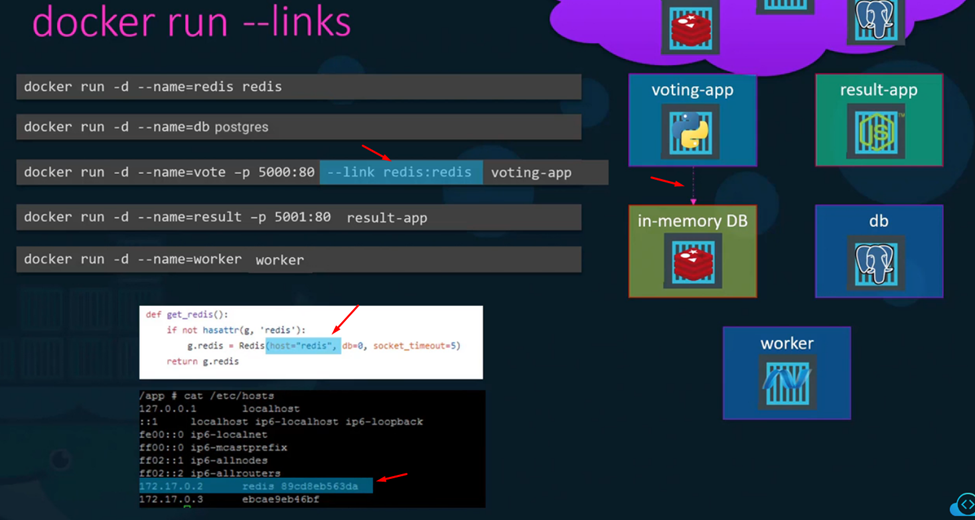 docker run --links
docker run -d --name=redis redis
docker run -d --name=db postgres
docker run -d --name=vote -p 5000:80 --link redis:redis voting-app
docker run -d --name=result -p 5001:80 result-app
docker run -d --name=worker worker
def get_redis():
if not hasattr(g, 'redis'):
g.redis = Redis(host="redis", db=0, socket_timeout=5)
return g.redis
/app # cat /etc/hosts
127.0.0.1 localhost
::1 localhost ip6-localhost ip6-loopback
fe00::0 ip6-localnet
ff00::0 ip6-mcastprefix
ff02::1 ip6-allnodes
ff02::2 ip6-allrouters
172.17.0.2 redis 89cd8eb563da
172.17.0.3 ebcae9eb46bf
voting-app
result-app
JS
in-memory DB
db
worker